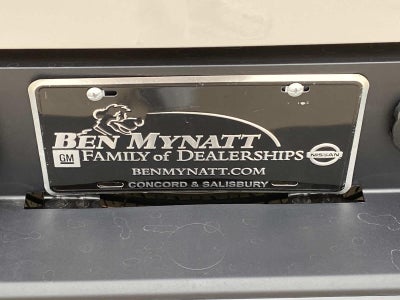 BEN MYNATT
GM FAMILY of DEALERSHIPS NISSAN
BENMYNATT.COM
CONCORD & SALISBURY